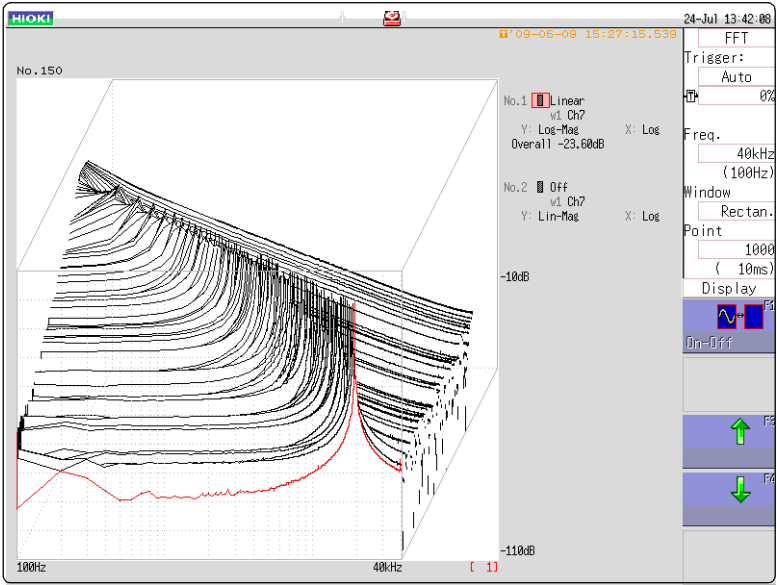 HIOKI
24-Jul 13:42:08
T'09-06-09 15:27:15.539
FFT
Trigger:
Auto
T 0%
Freq.
40kHz
(100Hz)
Window
Rectan.
Point
1000
( 10ms)
Display
F1
On-Off
F3
F4
No.150
No.1 Linear
w1 Ch7
Y: Log-Mag X: Log
Overall -23.60dB
No.2 Off
w1 Ch7
Y: Lin-Mag X: Log
-10dB
-110dB
100Hz 40kHz [ 1]